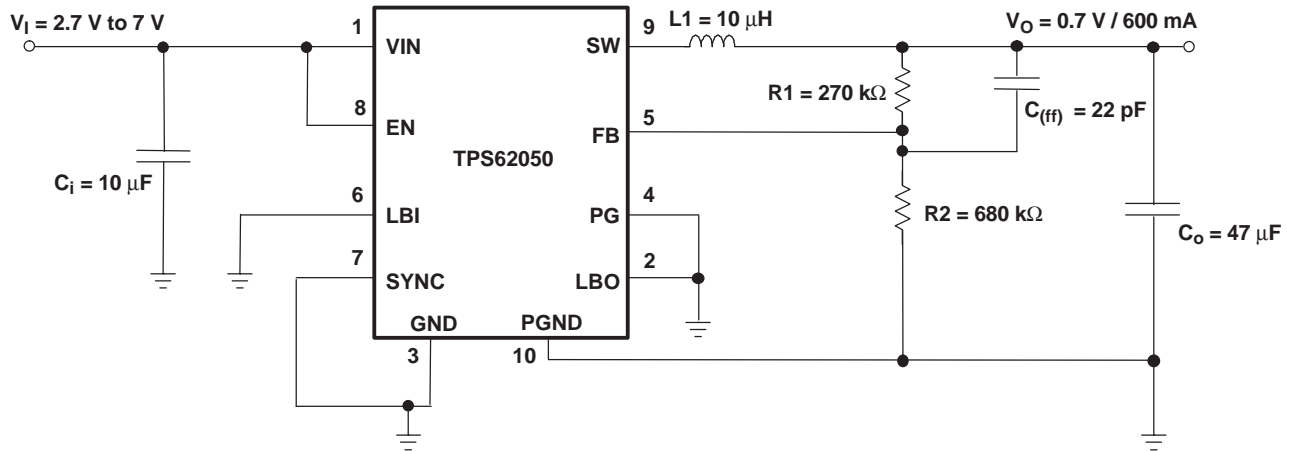 V_I = 2.7 V to 7 V
L1 = 10 μH
V_O = 0.7 V / 600 mA
1
VIN
SW
9
R1 = 270 kΩ
C_(ff) = 22 pF
8
EN
FB
5
TPS62050
C_i = 10 μF
6
LBI
PG
4
R2 = 680 kΩ
C_o = 47 μF
7
SYNC
LBO
2
GND
PGND
3
10